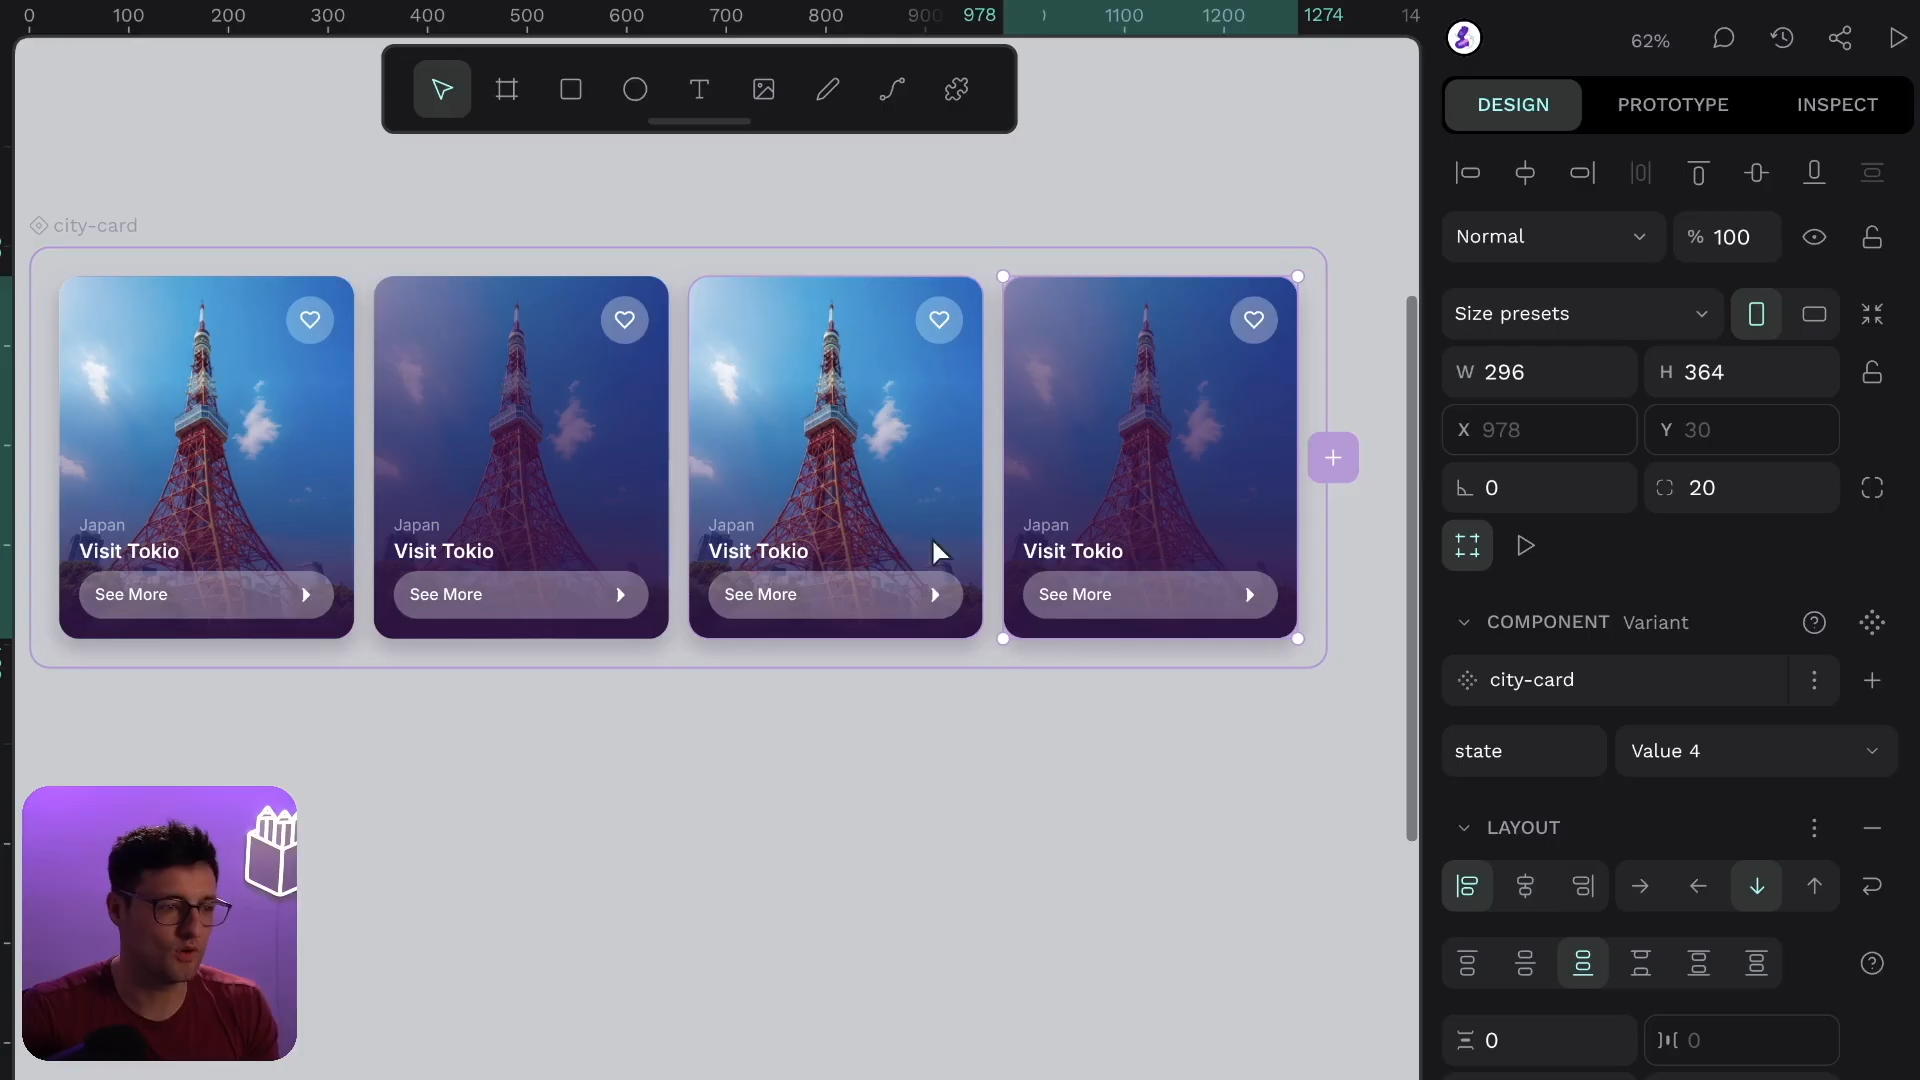 0 100 200 300 400 500 600 700 800 900 978 1100 1200 1274 14
62%
DESIGN PROTOTYPE INSPECT
Normal % 100
Size presets
W 296 H 364
X 978 Y 30
0 20
COMPONENT Variant
city-card
state Value 4
LAYOUT
0 0
city-card
Japan
Visit Tokio
See More
Japan
Visit Tokio
See More
Japan
Visit Tokio
See More
Japan
Visit Tokio
See More